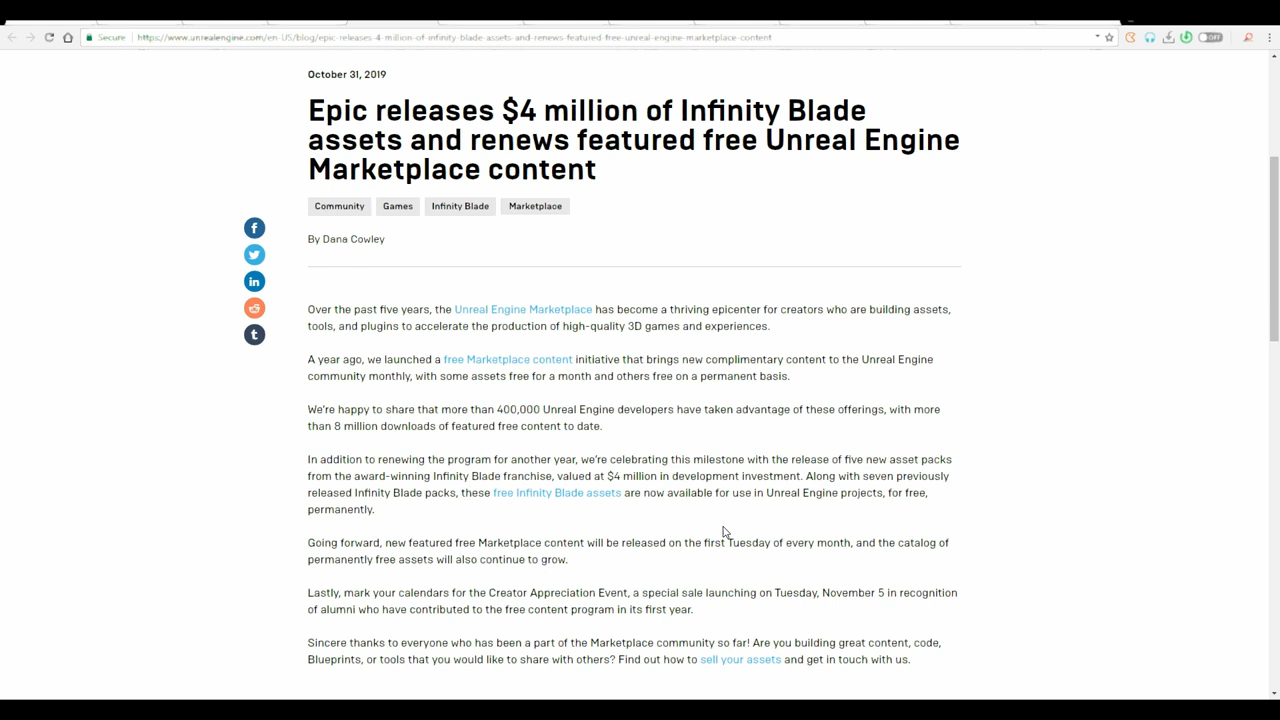 Secure https://www.unrealengine.com/en-US/blog/epic-releases-4-million-of-infinity-blade-assets-and-renews-featured-free-unreal-engine-marketplace-content
OFF
October 31, 2019
Epic releases $4 million of Infinity Blade
assets and renews featured free Unreal Engine
Marketplace content
Community Games Infinity Blade Marketplace
By Dana Cowley
Over the past five years, the Unreal Engine Marketplace has become a thriving epicenter for creators who are building assets,
tools, and plugins to accelerate the production of high-quality 3D games and experiences.
A year ago, we launched a free Marketplace content initiative that brings new complimentary content to the Unreal Engine
community monthly, with some assets free for a month and others free on a permanent basis.
We're happy to share that more than 400,000 Unreal Engine developers have taken advantage of these offerings, with more
than 8 million downloads of featured free content to date.
In addition to renewing the program for another year, we're celebrating this milestone with the release of five new asset packs
from the award-winning Infinity Blade franchise, valued at $4 million in development investment. Along with seven previously
released Infinity Blade packs, these free Infinity Blade assets are now available for use in Unreal Engine projects, for free,
permanently.
Going forward, new featured free Marketplace content will be released on the first Tuesday of every month, and the catalog of
permanently free assets will also continue to grow.
Lastly, mark your calendars for the Creator Appreciation Event, a special sale launching on Tuesday, November 5 in recognition
of alumni who have contributed to the free content program in its first year.
Sincere thanks to everyone who has been a part of the Marketplace community so far! Are you building great content, code,
Blueprints, or tools that you would like to share with others? Find out how to sell your assets and get in touch with us.